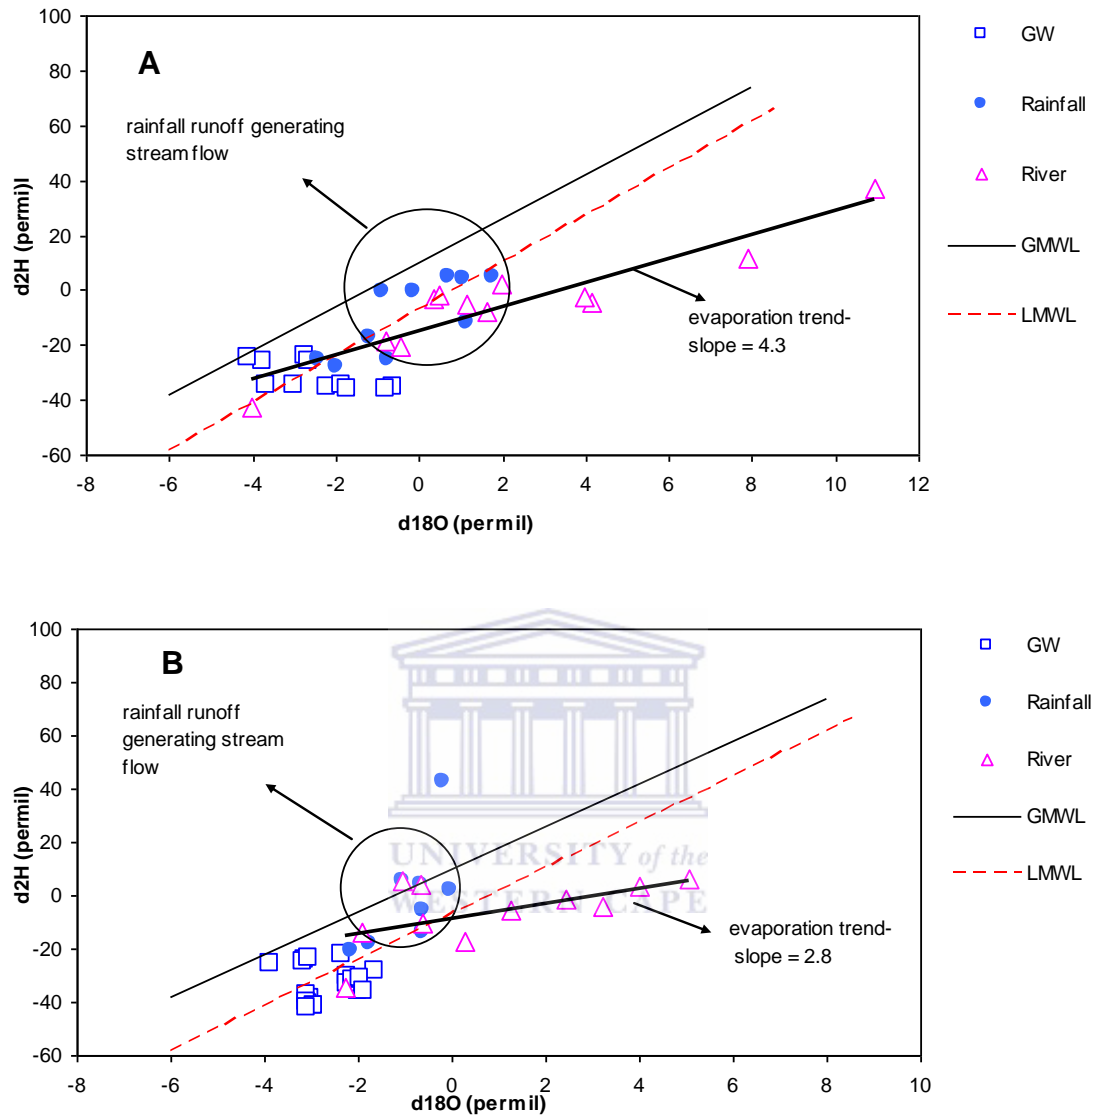 100
80
60
40
20
0
-20
-40
-60
-8
-6
-4
-2
0
2
4
6
8
10
12
d2H (permi)l
d18O (permil)
A
rainfall runoff generating
stream flow
evaporation trend-
slope = 4.3
GW
Rainfall
River
GMWL
LMWL
100
80
60
40
20
0
-20
-40
-60
-8
-6
-4
-2
0
2
4
6
8
10
d2H (permil)
d18O (permil)
B
rainfall runoff
generating stream
flow
evaporation trend-
slope = 2.8
UNIVERSITY of the
WESTERN CAPE
GW
Rainfall
River
GMWL
LMWL